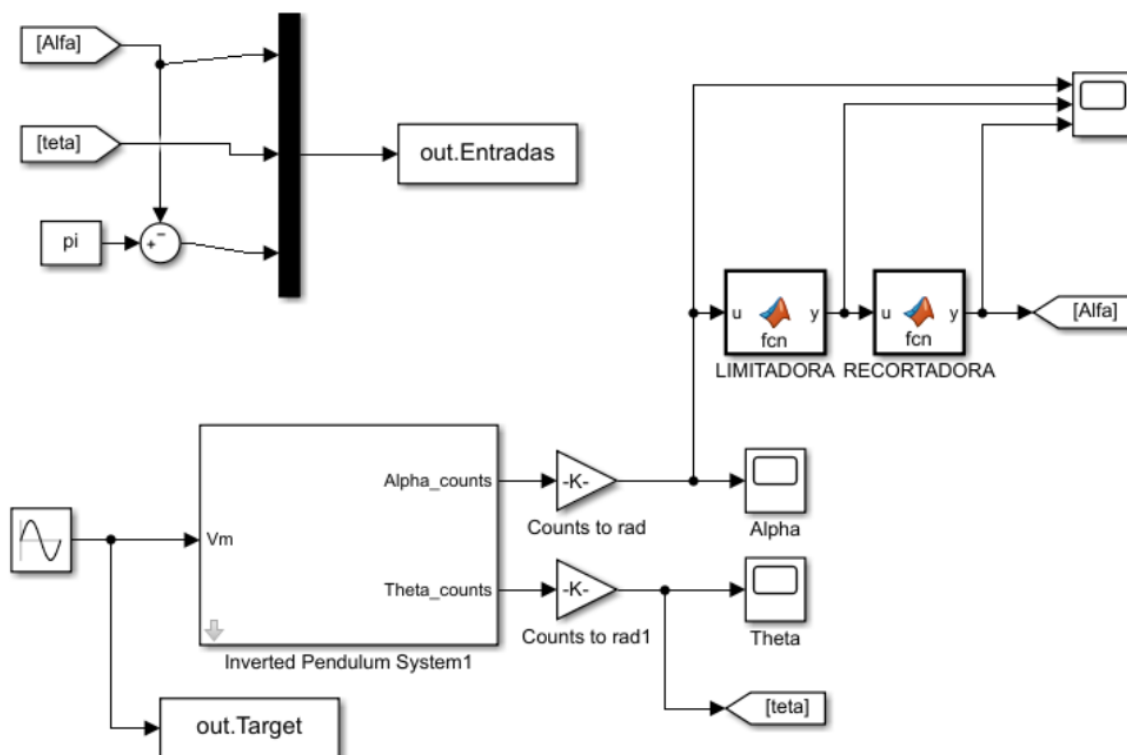 [Alfa]
[teta]
pi
+
−
out.Entradas
u
y
fcn
LIMITADORA
u
y
fcn
RECORTADORA
[Alfa]
Vm
Alpha_counts
Theta_counts
Inverted Pendulum System1
-K-
Counts to rad
Alpha
-K-
Counts to rad1
Theta
[teta]
out.Target